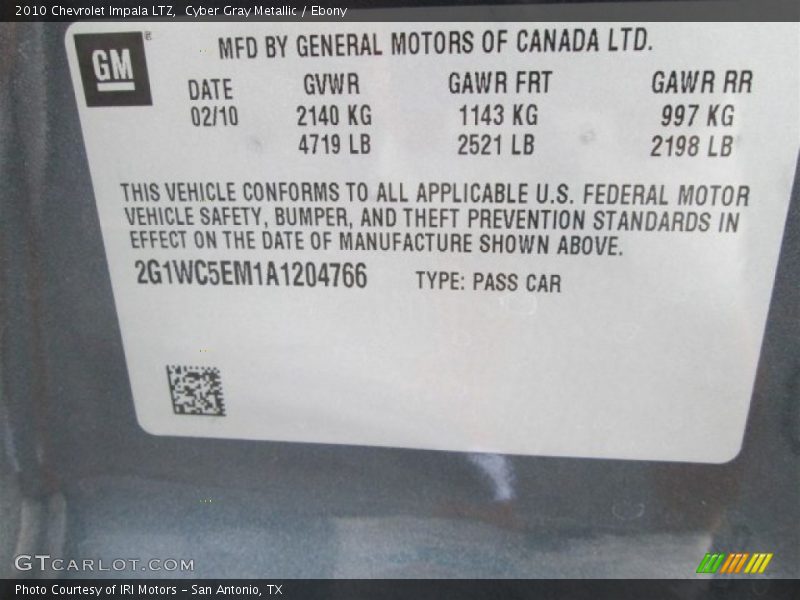 2010 Chevrolet Impala LTZ, Cyber Gray Metallic / Ebony
GM
MFD BY GENERAL MOTORS OF CANADA LTD.
DATE GVWR GAWR FRT GAWR RR
02/10 2140 KG 1143 KG 997 KG
4719 LB 2521 LB 2198 LB
THIS VEHICLE CONFORMS TO ALL APPLICABLE U.S. FEDERAL MOTOR
VEHICLE SAFETY, BUMPER, AND THEFT PREVENTION STANDARDS IN
EFFECT ON THE DATE OF MANUFACTURE SHOWN ABOVE.
2G1WC5EM1A1204766 TYPE: PASS CAR
GTCARLOT.COM
Photo Courtesy of IRI Motors - San Antonio, TX